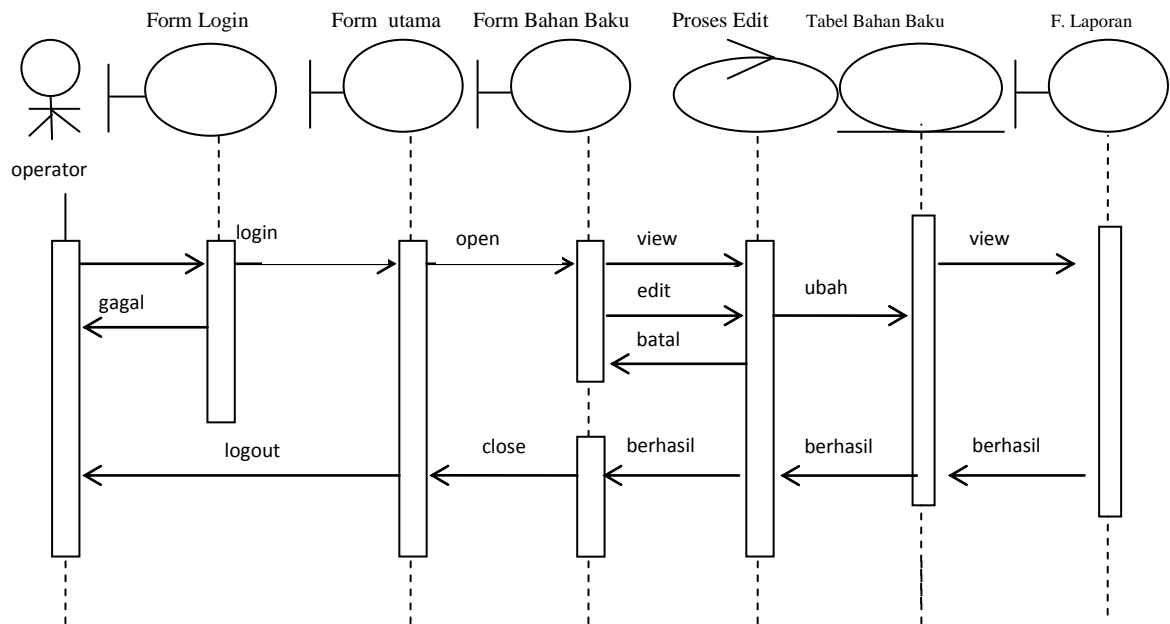 Form Login
Form utama
Form Bahan Baku
Proses Edit
Tabel Bahan Baku
F. Laporan
operator
login
open
view
view
gagal
edit
ubah
batal
logout
close
berhasil
berhasil
berhasil